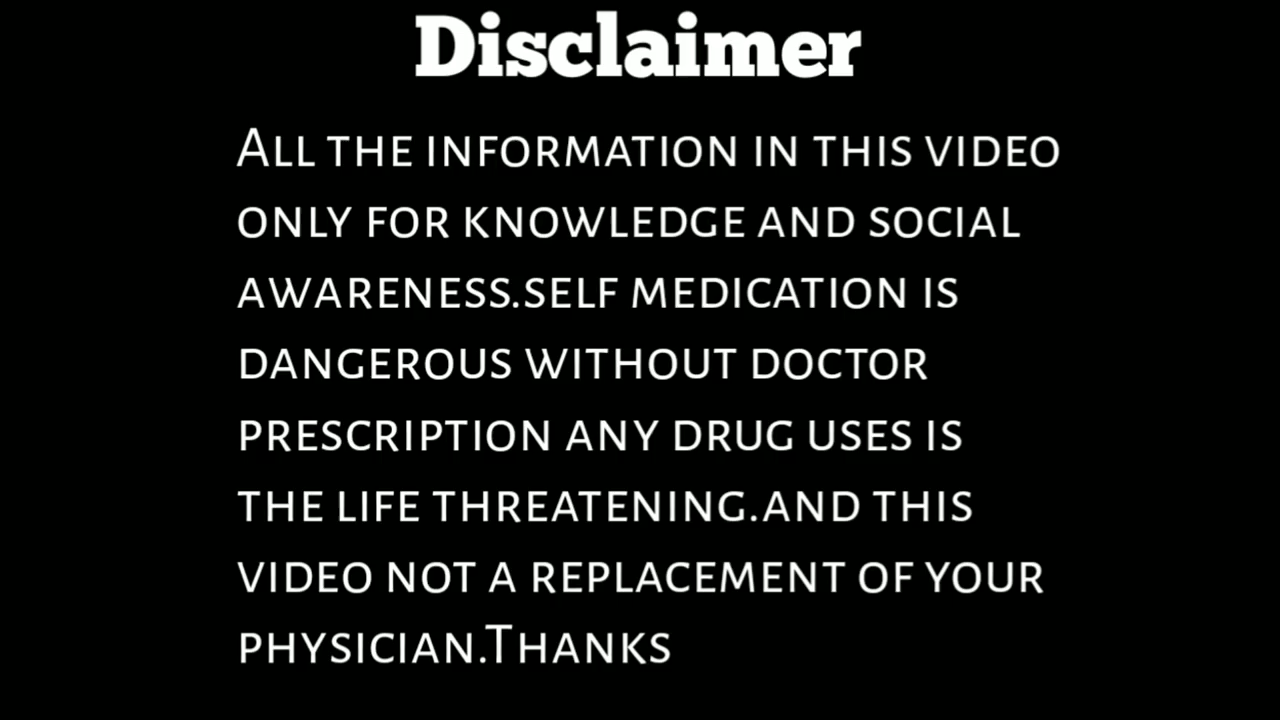 Disclaimer
All the information in this video
only for knowledge and social
awareness.self medication is
dangerous without doctor
prescription any drug uses is
the life threatening.and this
video not a replacement of your
physician.Thanks